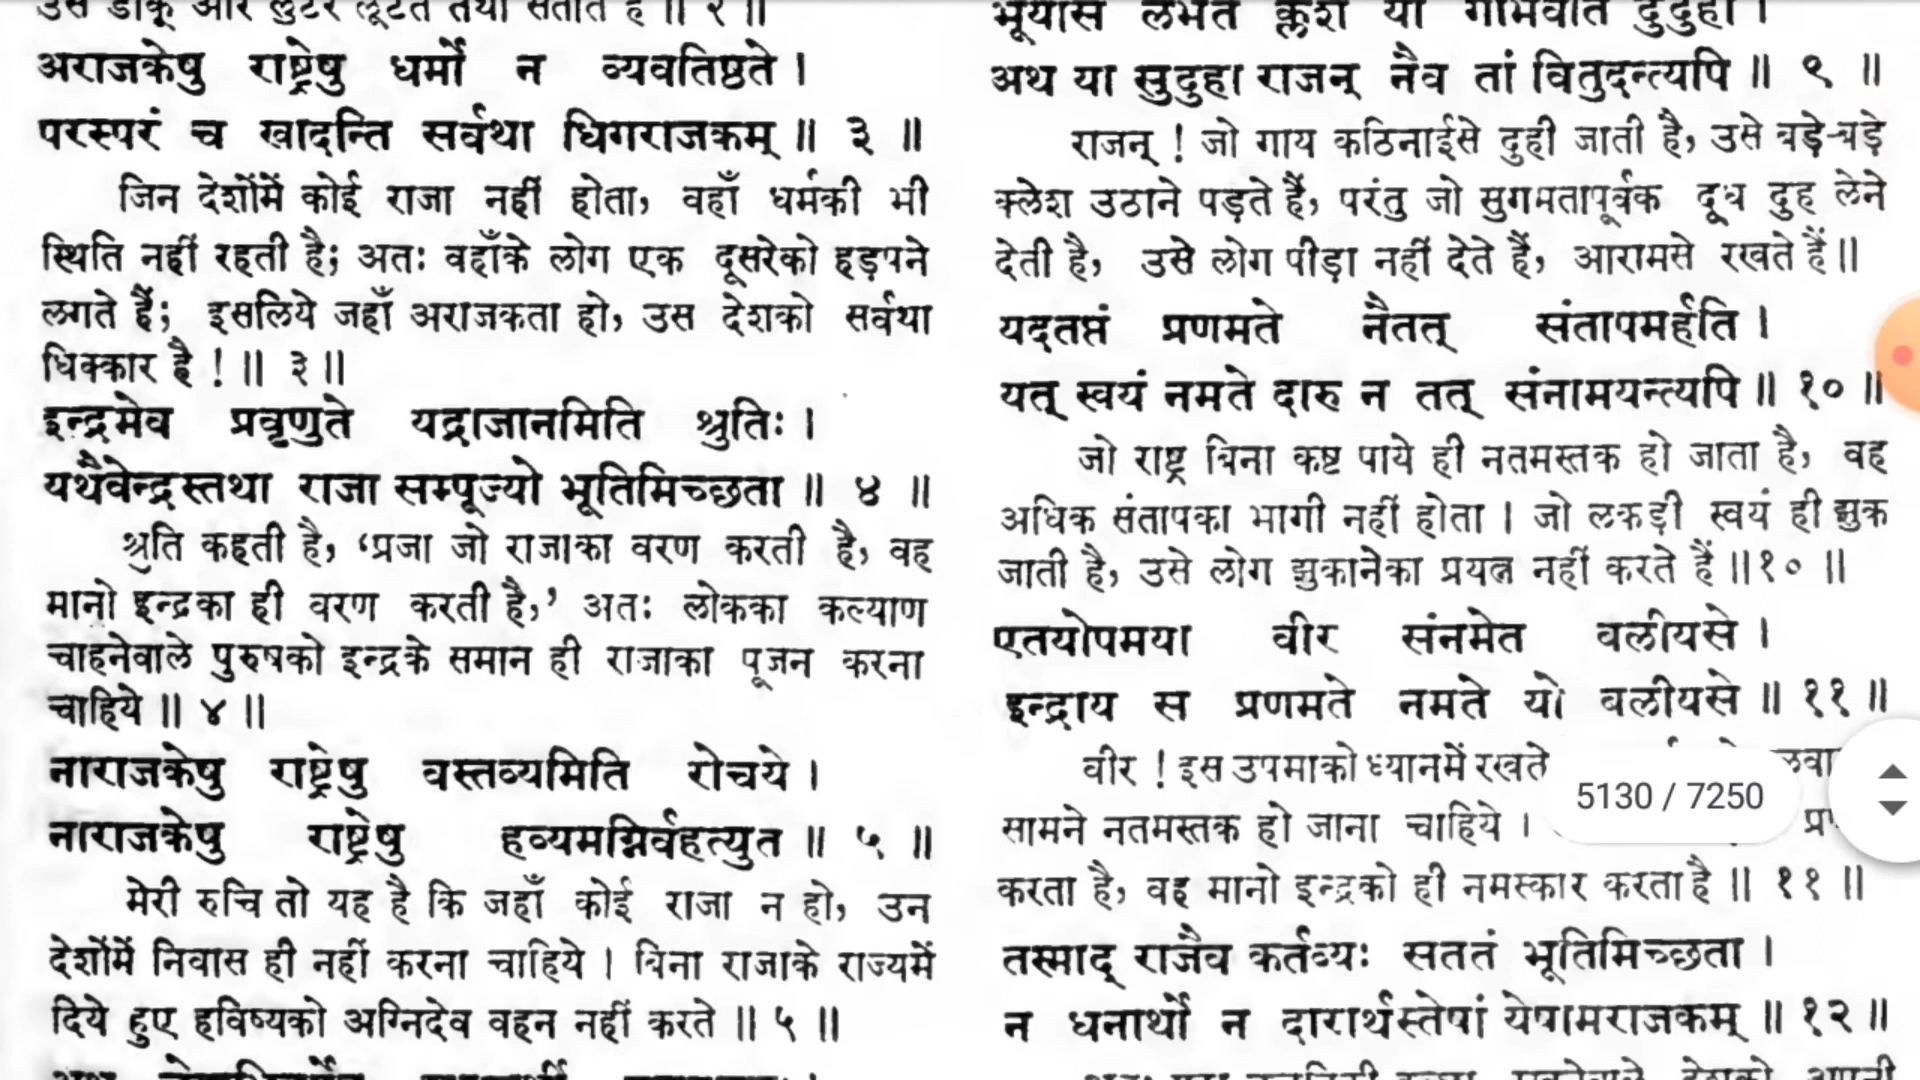 उसे डाकू और लुटेरे लूटते तथा सताते हैं ॥ २ ॥
अराजकेषु राष्ट्रेषु धर्मो न व्यवतिष्ठते ।
परस्परं च खादन्ति सर्वथा धिगराजकम् ॥ ३ ॥
जिन देशोंमें कोई राजा नहीं होता, वहाँ धर्मकी भी
स्थिति नहीं रहती है; अतः वहाँके लोग एक दूसरेको हड़पने
लगते हैं; इसलिये जहाँ अराजकता हो, उस देशको सर्वथा
धिक्कार है ! ॥ ३ ॥
इन्द्रमेव प्रवृणुते यद्राजानमिति श्रुतिः ।
यथैवेन्द्रस्तथा राजा सम्पूज्यो भूतिमिच्छता ॥ ४ ॥
श्रुति कहती है, ‘प्रजा जो राजाका वरण करती है, वह
मानो इन्द्रका ही वरण करती है,’ अतः लोकका कल्याण
चाहनेवाले पुरुषको इन्द्रके समान ही राजाका पूजन करना
चाहिये ॥ ४ ॥
नाराजकेषु राष्ट्रेषु वस्तव्यमिति रोचये ।
नाराजकेषु राष्ट्रेषु हव्यमग्निर्वहत्युत ॥ ५ ॥
मेरी रुचि तो यह है कि जहाँ कोई राजा न हो, उन
देशोंमें निवास ही नहीं करना चाहिये । बिना राजाके राज्यमें
दिये हुए हविष्यको अग्निदेव वहन नहीं करते ॥ ५ ॥
भूयांसं लभते क्लेशं या गौर्भवति दुर्दुहा ।
अथ या सुदुहा राजन् नैव तां वितुदन्त्यपि ॥ ९ ॥
राजन् ! जो गाय कठिनाईसे दुही जाती है, उसे बड़े-बड़े
क्लेश उठाने पड़ते हैं, परंतु जो सुगमतापूर्वक दूध दुह लेने
देती है, उसे लोग पीड़ा नहीं देते हैं, आरामसे रखते हैं ॥
यदतप्तं प्रणमते नैतत् संतापमर्हति ।
यत् स्वयं नमते दारु न तत् संनामयन्त्यपि ॥ १० ॥
जो राष्ट्र बिना कष्ट पाये ही नतमस्तक हो जाता है, वह
अधिक संतापका भागी नहीं होता । जो लकड़ी स्वयं ही झुक
जाती है, उसे लोग झुकानेका प्रयत्न नहीं करते हैं ॥१० ॥
एतयोपमया वीर संनमेत बलीयसे ।
इन्द्राय स प्रणमते नमते यो बलीयसे ॥ ११ ॥
वीर ! इस उपमाको ध्यानमें रखते
5130 / 7250
सामने नतमस्तक हो जाना चाहिये ।
करता है, वह मानो इन्द्रको ही नमस्कार करता है ॥ ११ ॥
तस्माद् राजैव कर्तव्यः सततं भूतिमिच्छता ।
न धनार्थो न दारार्थस्तेषां येषामराजकम् ॥ १२ ॥